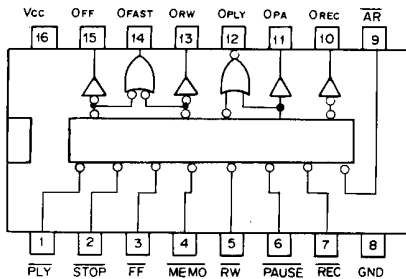 VCC OFF OFAST ORW OPLY OPA OREC AR
16 15 14 13 12 11 10 9
1 2 3 4 5 6 7 8
PLY STOP FF MEMO RW PAUSE REC GND